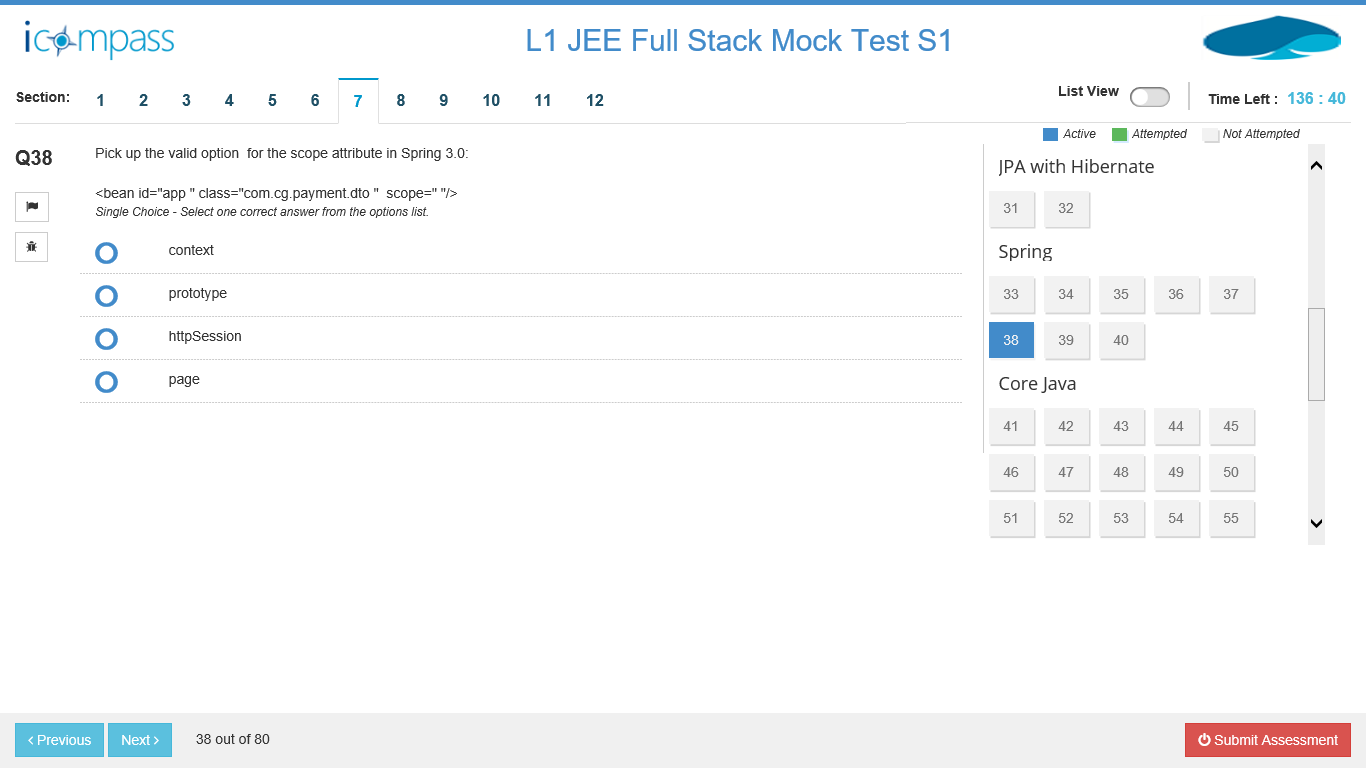 icompass
L1 JEE Full Stack Mock Test S1
Section: 1 2 3 4 5 6 7 8 9 10 11 12
List View
Time Left : 136 : 40
Active Attempted Not Attempted
Q38
Pick up the valid option for the scope attribute in Spring 3.0:
<bean id="app " class="com.cg.payment.dto " scope=" "/>
Single Choice - Select one correct answer from the options list.
context
prototype
httpSession
page
JPA with Hibernate
31 32
Spring
33 34 35 36 37
38 39 40
Core Java
41 42 43 44 45
46 47 48 49 50
51 52 53 54 55
Previous Next 38 out of 80 Submit Assessment